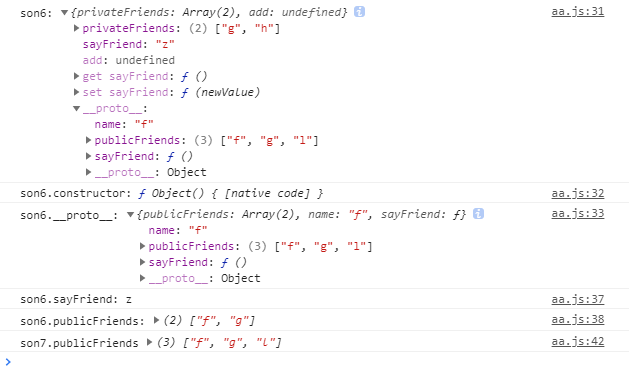 son6: ▼{privateFriends: Array(2), add: undefined} i aa.js:31
▶privateFriends: (2) ["g", "h"]
sayFriend: "z"
add: undefined
▶get sayFriend: ƒ ()
▶set sayFriend: ƒ (newValue)
▼__proto__:
name: "f"
▶publicFriends: (3) ["f", "g", "l"]
▶sayFriend: ƒ ()
▶__proto__: Object
son6.constructor: ƒ Object() { [native code] } aa.js:32
son6.__proto__: ▼{publicFriends: Array(2), name: "f", sayFriend: ƒ} i aa.js:33
name: "f"
▶publicFriends: (3) ["f", "g", "l"]
▶sayFriend: ƒ ()
▶__proto__: Object
son6.sayFriend: z aa.js:37
son6.publicFriends: ▶(2) ["f", "g"] aa.js:38
son7.publicFriends ▶(3) ["f", "g", "l"] aa.js:42
>